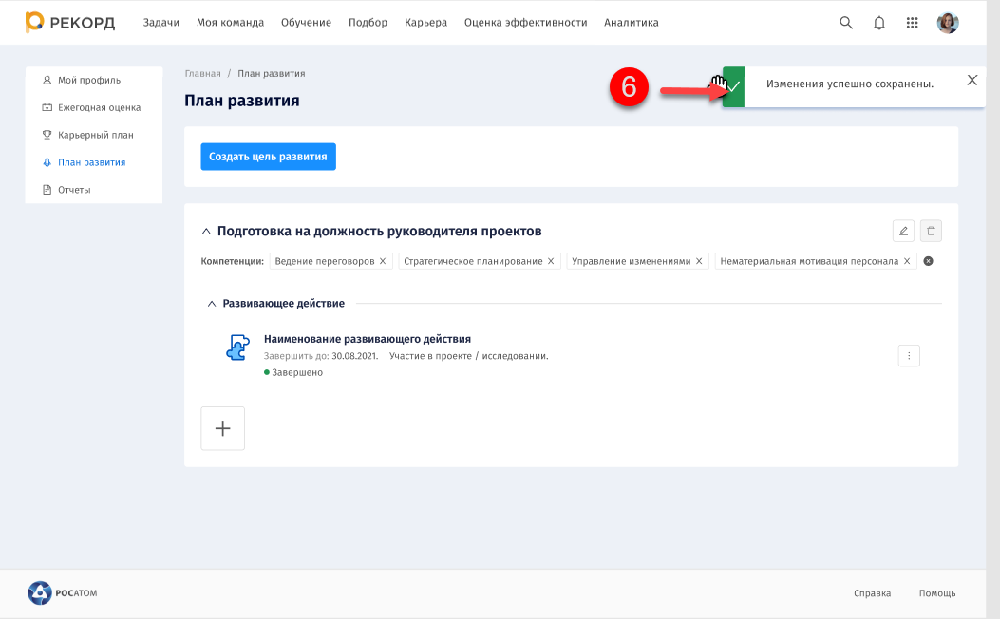 РЕКОРД
Задачи Моя команда Обучение Подбор Карьера Оценка эффективности Аналитика
Мой профиль
Ежегодная оценка
Карьерный план
План развития
Отчеты
Главная / План развития
План развития
6
Изменения успешно сохранены.
Создать цель развития
Подготовка на должность руководителя проектов
Компетенции: Ведение переговоров Стратегическое планирование Управление изменениями Нематериальная мотивация персонала
Развивающее действие
Наименование развивающего действия
Завершить до: 30.08.2021. Участие в проекте / исследовании.
Завершено
РОСАТОМ
Справка Помощь